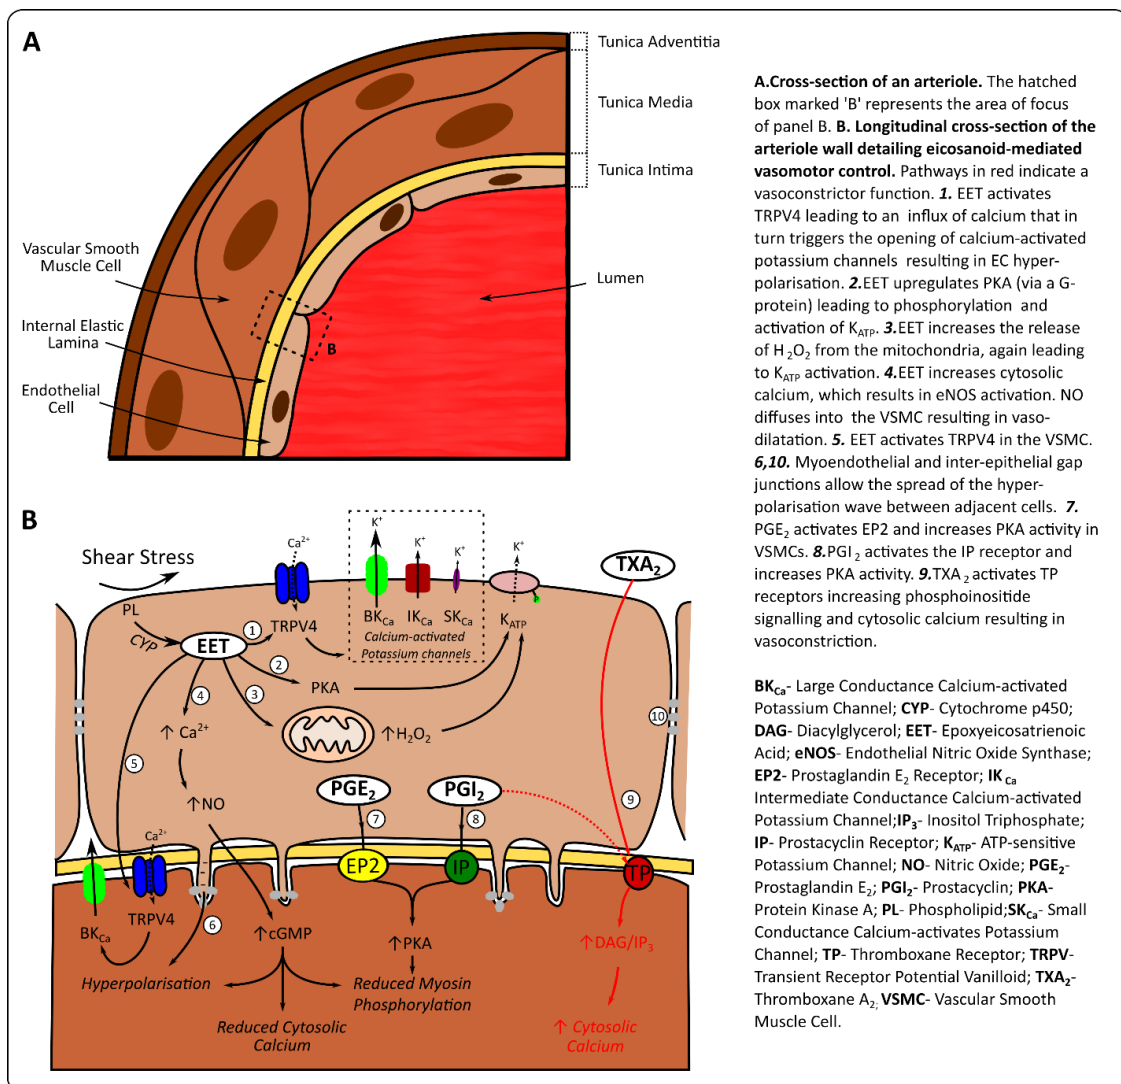 A
Tunica Adventitia
Tunica Media
Tunica Intima
Vascular Smooth
Muscle Cell
Lumen
Internal Elastic
Lamina
B
Endothelial
Cell
B
Shear Stress
PL
CYP
EET
Ca²⁺
TRPV4
K⁺
K⁺
K⁺
BK_Ca
IK_Ca
SK_Ca
Calcium-activated
Potassium channels
K⁺
P
K_ATP
TXA₂
1
2
PKA
3
↑H₂O₂
4
↑ Ca²⁺
5
↑NO
10
PGE₂
PGI₂
7
8
9
EP2
IP
TP
Ca²⁺
TRPV4
BK_Ca
6
Hyperpolarisation
↑cGMP
↑PKA
Reduced Myosin
Phosphorylation
Reduced Cytosolic
Calcium
↑DAG/IP₃
↑ Cytosolic
Calcium
A.Cross-section of an arteriole. The hatched
box marked 'B' represents the area of focus
of panel B. B. Longitudinal cross-section of the
arteriole wall detailing eicosanoid-mediated
vasomotor control. Pathways in red indicate a
vasoconstrictor function. 1. EET activates
TRPV4 leading to an influx of calcium that in
turn triggers the opening of calcium-activated
potassium channels resulting in EC hyper-
polarisation. 2.EET upregulates PKA (via a G-
protein) leading to phosphorylation and
activation of K_ATP. 3.EET increases the release
of H₂O₂ from the mitochondria, again leading
to K_ATP activation. 4.EET increases cytosolic
calcium, which results in eNOS activation. NO
diffuses into the VSMC resulting in vaso-
dilatation. 5. EET activates TRPV4 in the VSMC.
6,10. Myoendothelial and inter-epithelial gap
junctions allow the spread of the hyper-
polarisation wave between adjacent cells. 7.
PGE₂ activates EP2 and increases PKA activity in
VSMCs. 8.PGI₂ activates the IP receptor and
increases PKA activity. 9.TXA₂ activates TP
receptors increasing phosphoinositide
signalling and cytosolic calcium resulting in
vasoconstriction.
BK_Ca- Large Conductance Calcium-activated
Potassium Channel; CYP- Cytochrome p450;
DAG- Diacylglycerol; EET- Epoxyeicosatrienoic
Acid; eNOS- Endothelial Nitric Oxide Synthase;
EP2- Prostaglandin E₂ Receptor; IK_Ca
Intermediate Conductance Calcium-activated
Potassium Channel;IP₃- Inositol Triphosphate;
IP- Prostacyclin Receptor; K_ATP- ATP-sensitive
Potassium Channel; NO- Nitric Oxide; PGE₂-
Prostaglandin E₂; PGI₂- Prostacyclin; PKA-
Protein Kinase A; PL- Phospholipid;SK_Ca- Small
Conductance Calcium-activates Potassium
Channel; TP- Thromboxane Receptor; TRPV-
Transient Receptor Potential Vanilloid; TXA₂-
Thromboxane A₂; VSMC- Vascular Smooth
Muscle Cell.